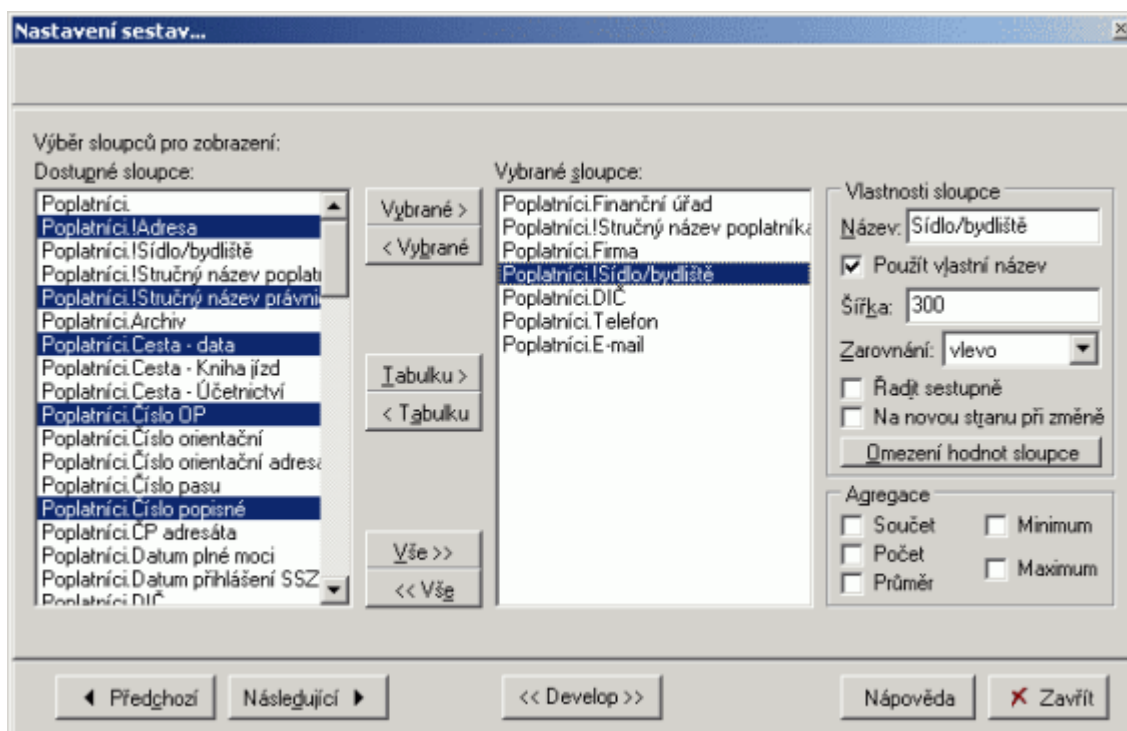 Nastavení sestav...
Výběr sloupců pro zobrazení:
Dostupné sloupce:
Poplatníci.
Poplatníci.!Adresa
Poplatníci.!Sídlo/bydliště
Poplatníci.!Stručný název poplatn
Poplatníci.!Stručný název právni
Poplatníci.Archiv
Poplatníci.Cesta - data
Poplatníci.Cesta - Kniha jízd
Poplatníci.Cesta - Účetnictví
Poplatníci.Číslo OP
Poplatníci.Číslo orientační
Poplatníci.Číslo orientační adresa
Poplatníci.Číslo pasu
Poplatníci.Číslo popisné
Poplatníci.ČP adresáta
Poplatníci.Datum plné moci
Poplatníci.Datum přihlášení SSZ
Poplatníci.DIČ
Vybrané >
< Vybrané
Tabulku >
< Tabulku
Vše >>
<< Vše
Vybrané sloupce:
Poplatníci.Finanční úřad
Poplatníci.!Stručný název poplatníka
Poplatníci.Firma
Poplatníci.!Sídlo/bydliště
Poplatníci.DIČ
Poplatníci.Telefon
Poplatníci.E-mail
Vlastnosti sloupce
Název: Sídlo/bydliště
Použít vlastní název
Šířka: 300
Zarovnání: vlevo
Řadit sestupně
Na novou stranu při změně
Omezení hodnot sloupce
Agregace
Součet Minimum
Počet
Maximum
Průměr
Předchozí Následující << Develop >> Nápověda Zavřít